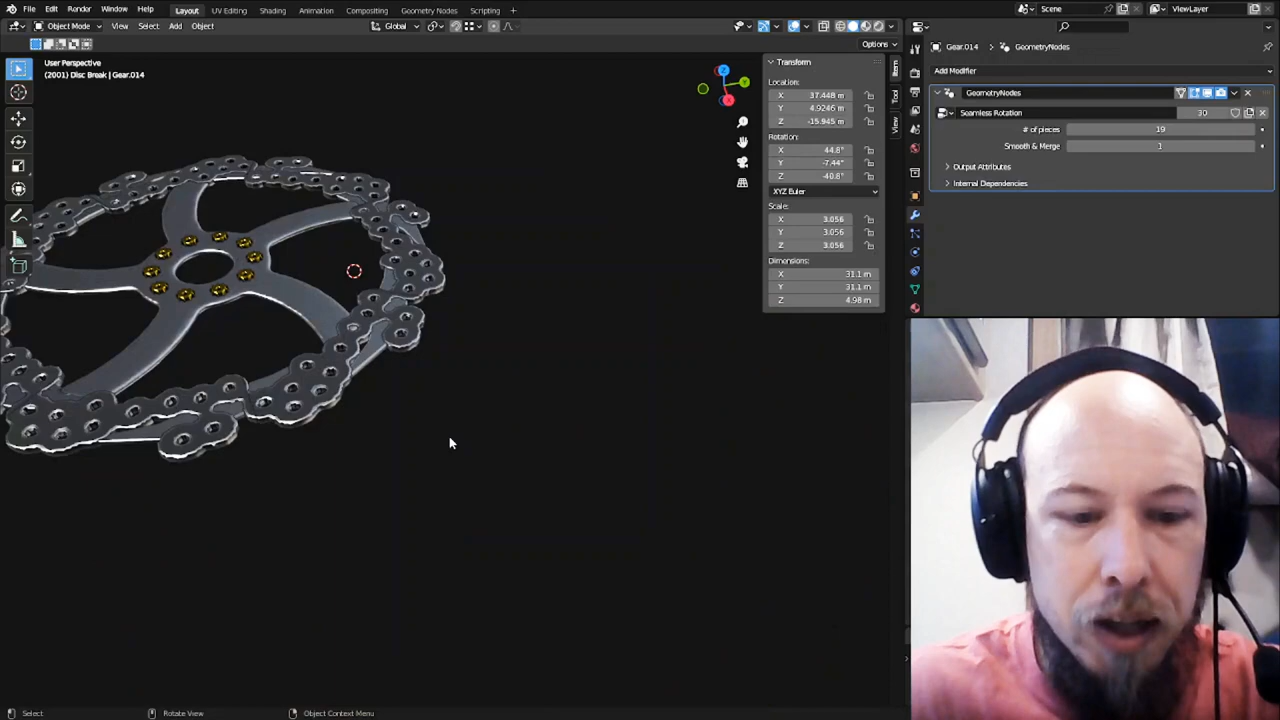 File Edit Render Window Help Layout UV Editing Shading Animation Compositing Geometry Nodes Scripting + Scene ViewLayer
Object Mode View Select Add Object Global
Options
User Perspective
(2001) Disc Break | Gear.014
Z
Y
X
Item
Tool
View
Transform
Location:
X 37.448 m
Y 4.9246 m
Z -15.945 m
Rotation:
X 44.8°
Y -7.44°
Z -40.8°
XYZ Euler
Scale:
X 3.056
Y 3.056
Z 3.056
Dimensions:
X 31.1 m
Y 31.1 m
Z 4.98 m
Gear.014 > GeometryNodes
Add Modifier
GeometryNodes
Seamless Rotation 30
# of pieces 19
Smooth & Merge 1
Output Attributes
Internal Dependencies
Select Rotate View Object Context Menu